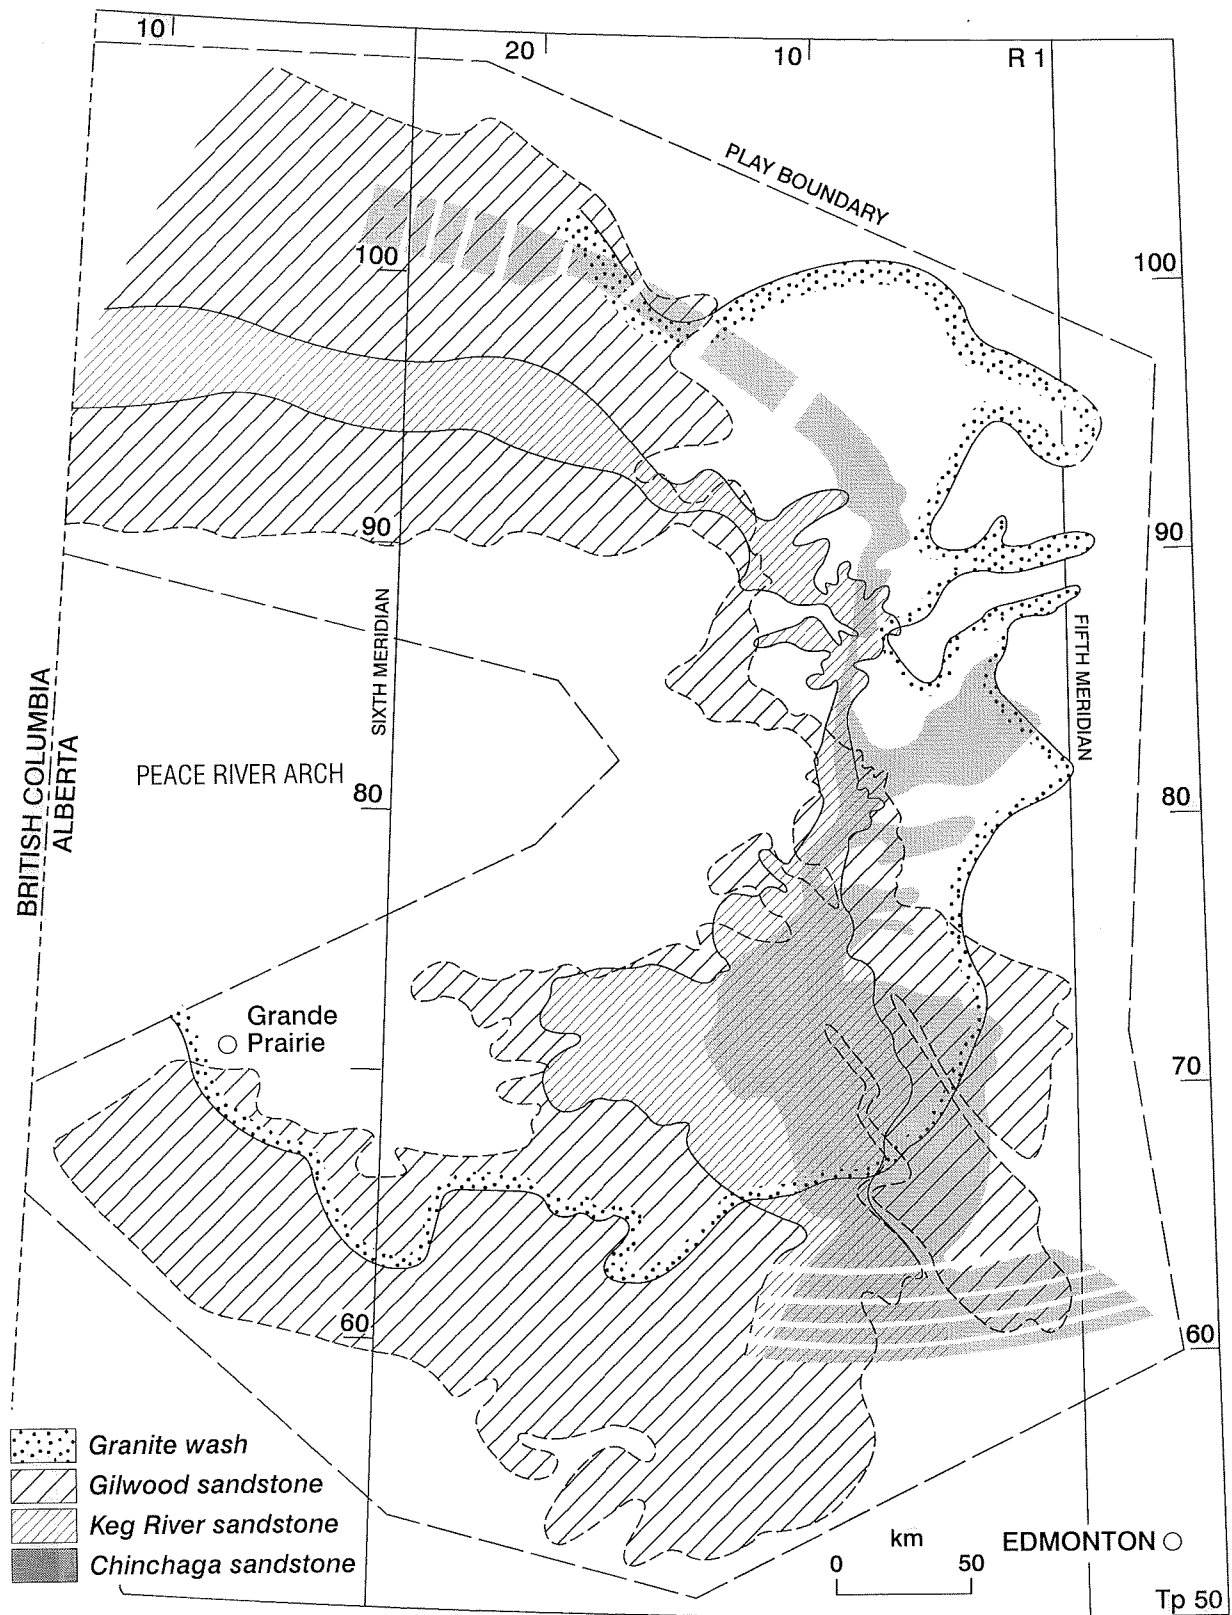 10
20
10
R 1
PLAY BOUNDARY
100
100
90
90
SIXTH MERIDIAN
FIFTH MERIDIAN
BRITISH COLUMBIA
ALBERTA
PEACE RIVER ARCH
80
80
Grande
Prairie
70
60
60
Granite wash
Gilwood sandstone
Keg River sandstone
Chinchaga sandstone
km
0
50
EDMONTON
Tp 50